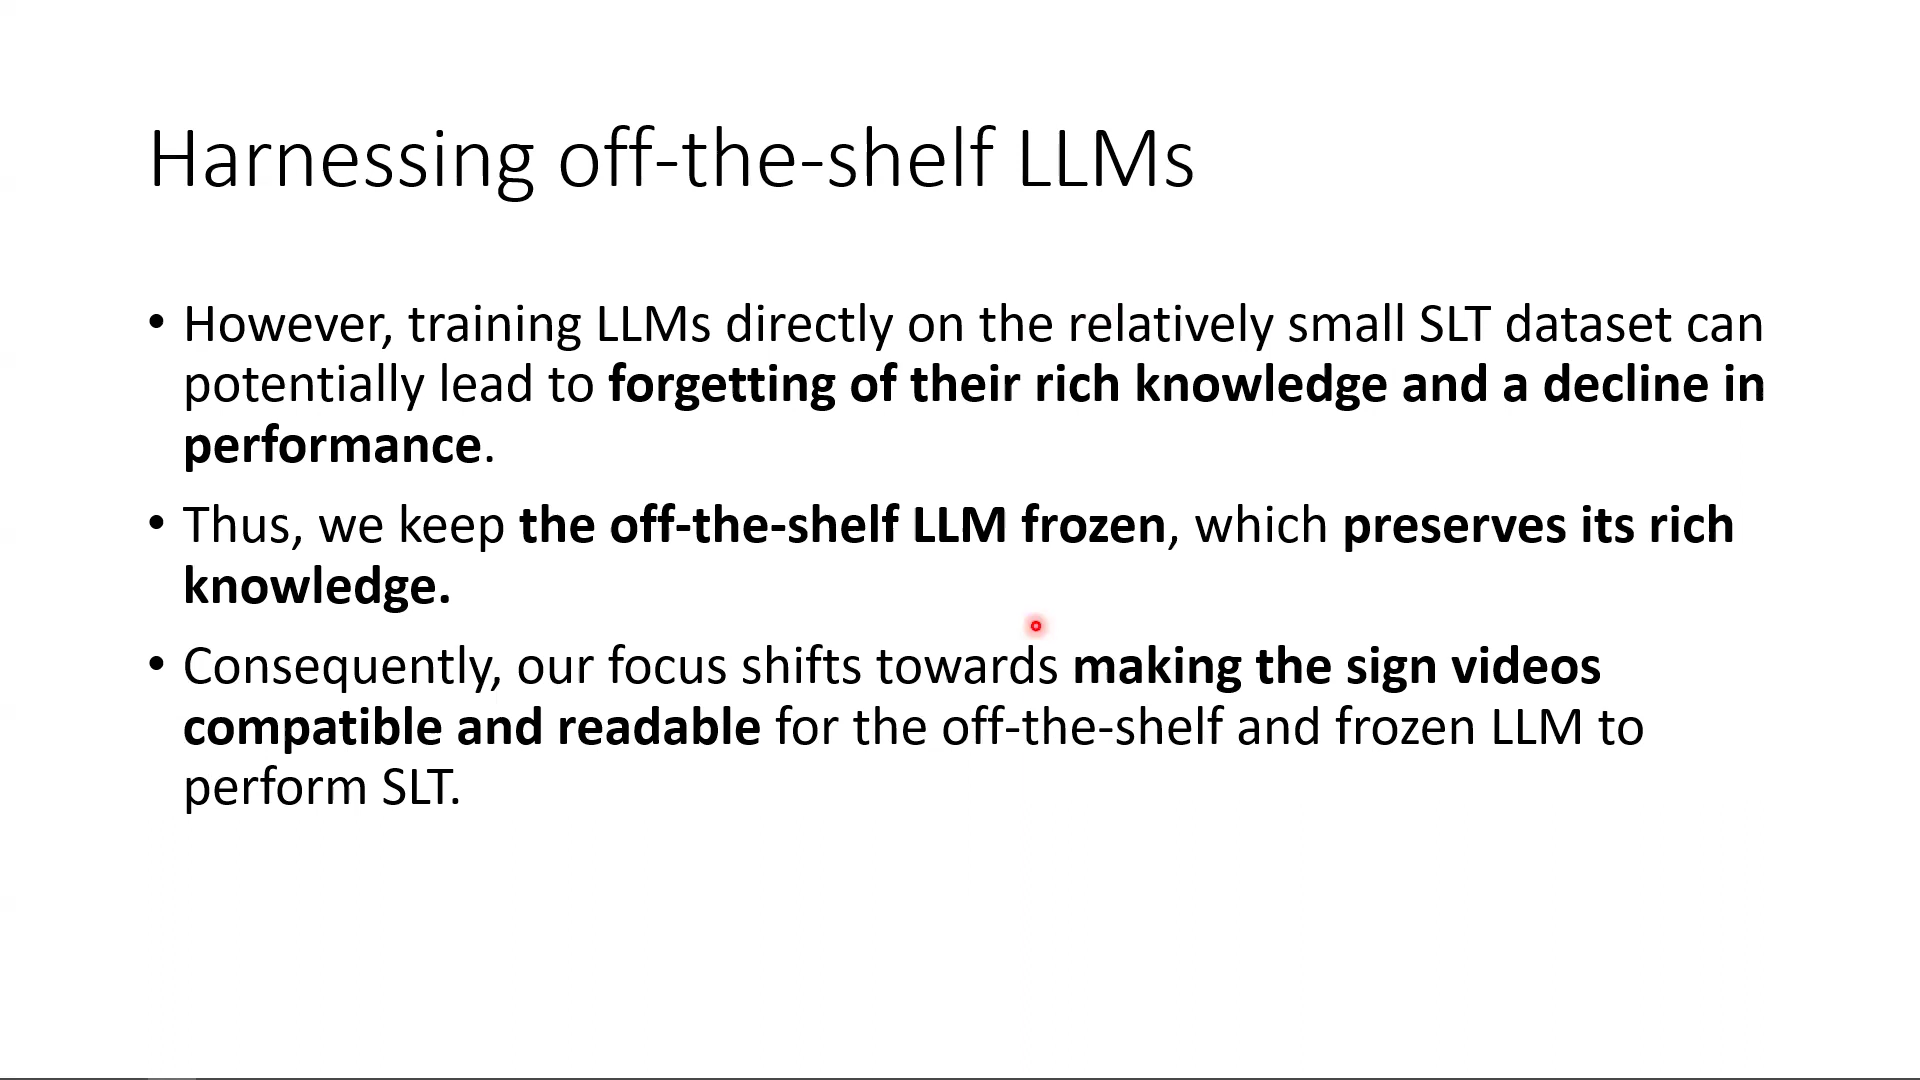 Harnessing off-the-shelf LLMs
• However, training LLMs directly on the relatively small SLT dataset can
potentially lead to forgetting of their rich knowledge and a decline in
performance.
• Thus, we keep the off-the-shelf LLM frozen, which preserves its rich
knowledge.
• Consequently, our focus shifts towards making the sign videos
compatible and readable for the off-the-shelf and frozen LLM to
perform SLT.